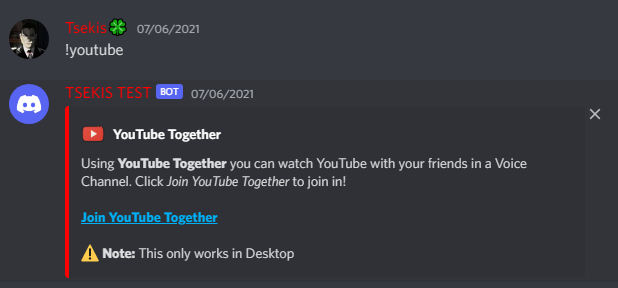 Tsekis🍀 07/06/2021
!youtube
TSEKIS TEST BOT 07/06/2021
YouTube Together
Using YouTube Together you can watch YouTube with your friends in a Voice
Channel. Click Join YouTube Together to join in!
Join YouTube Together
⚠️ Note: This only works in Desktop